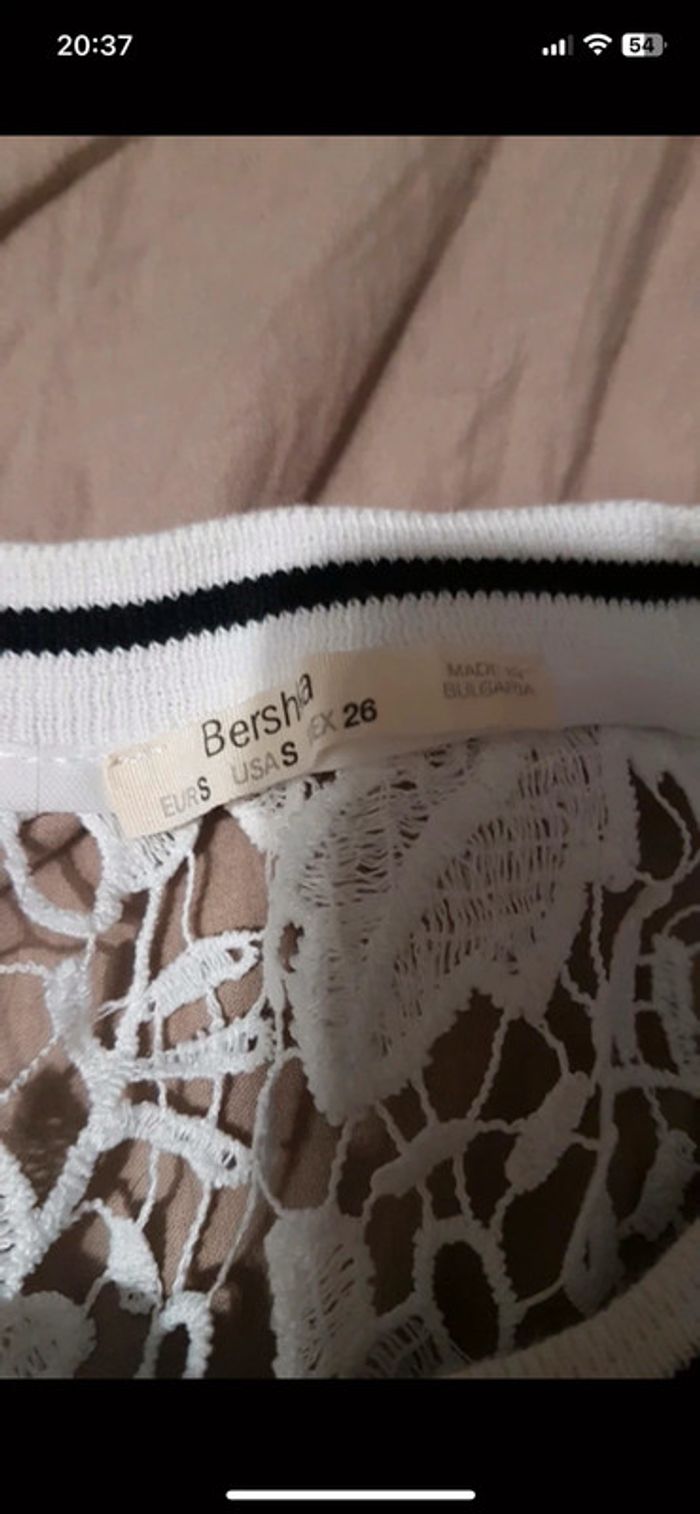 20:37
54
Bershka
EUR S USA S MEX 26
MADE IN
BULGARIA